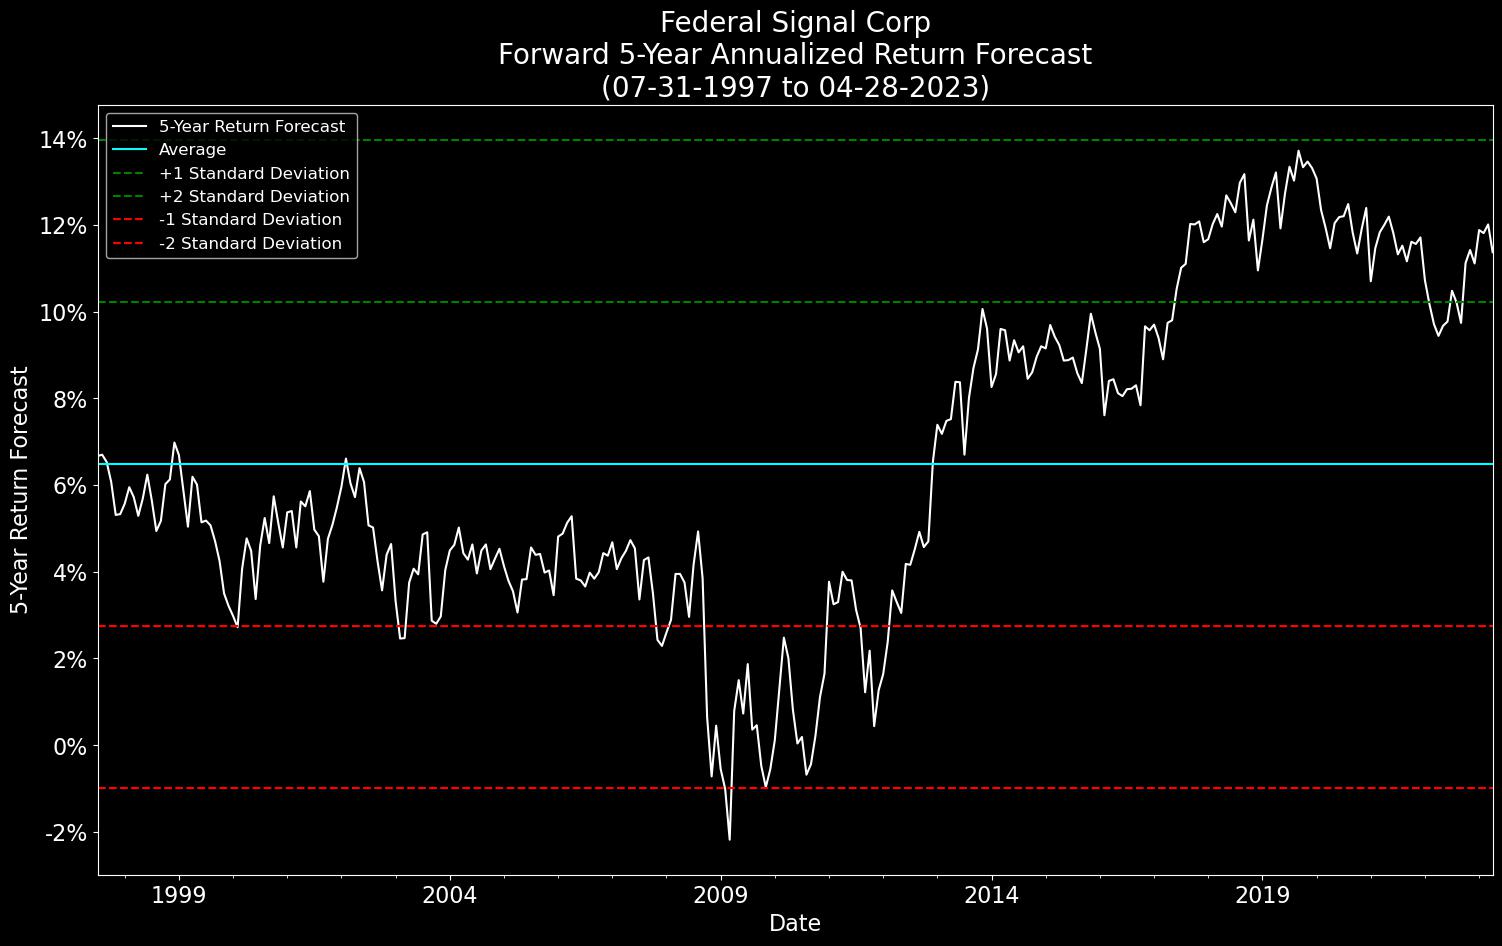 Federal Signal Corp
Forward 5-Year Annualized Return Forecast
(07-31-1997 to 04-28-2023)
5-Year Return Forecast
Average
+1 Standard Deviation
+2 Standard Deviation
-1 Standard Deviation
-2 Standard Deviation
14%
12%
10%
8%
6%
4%
2%
0%
-2%
5-Year Return Forecast
1999
2004
2009
2014
2019
Date